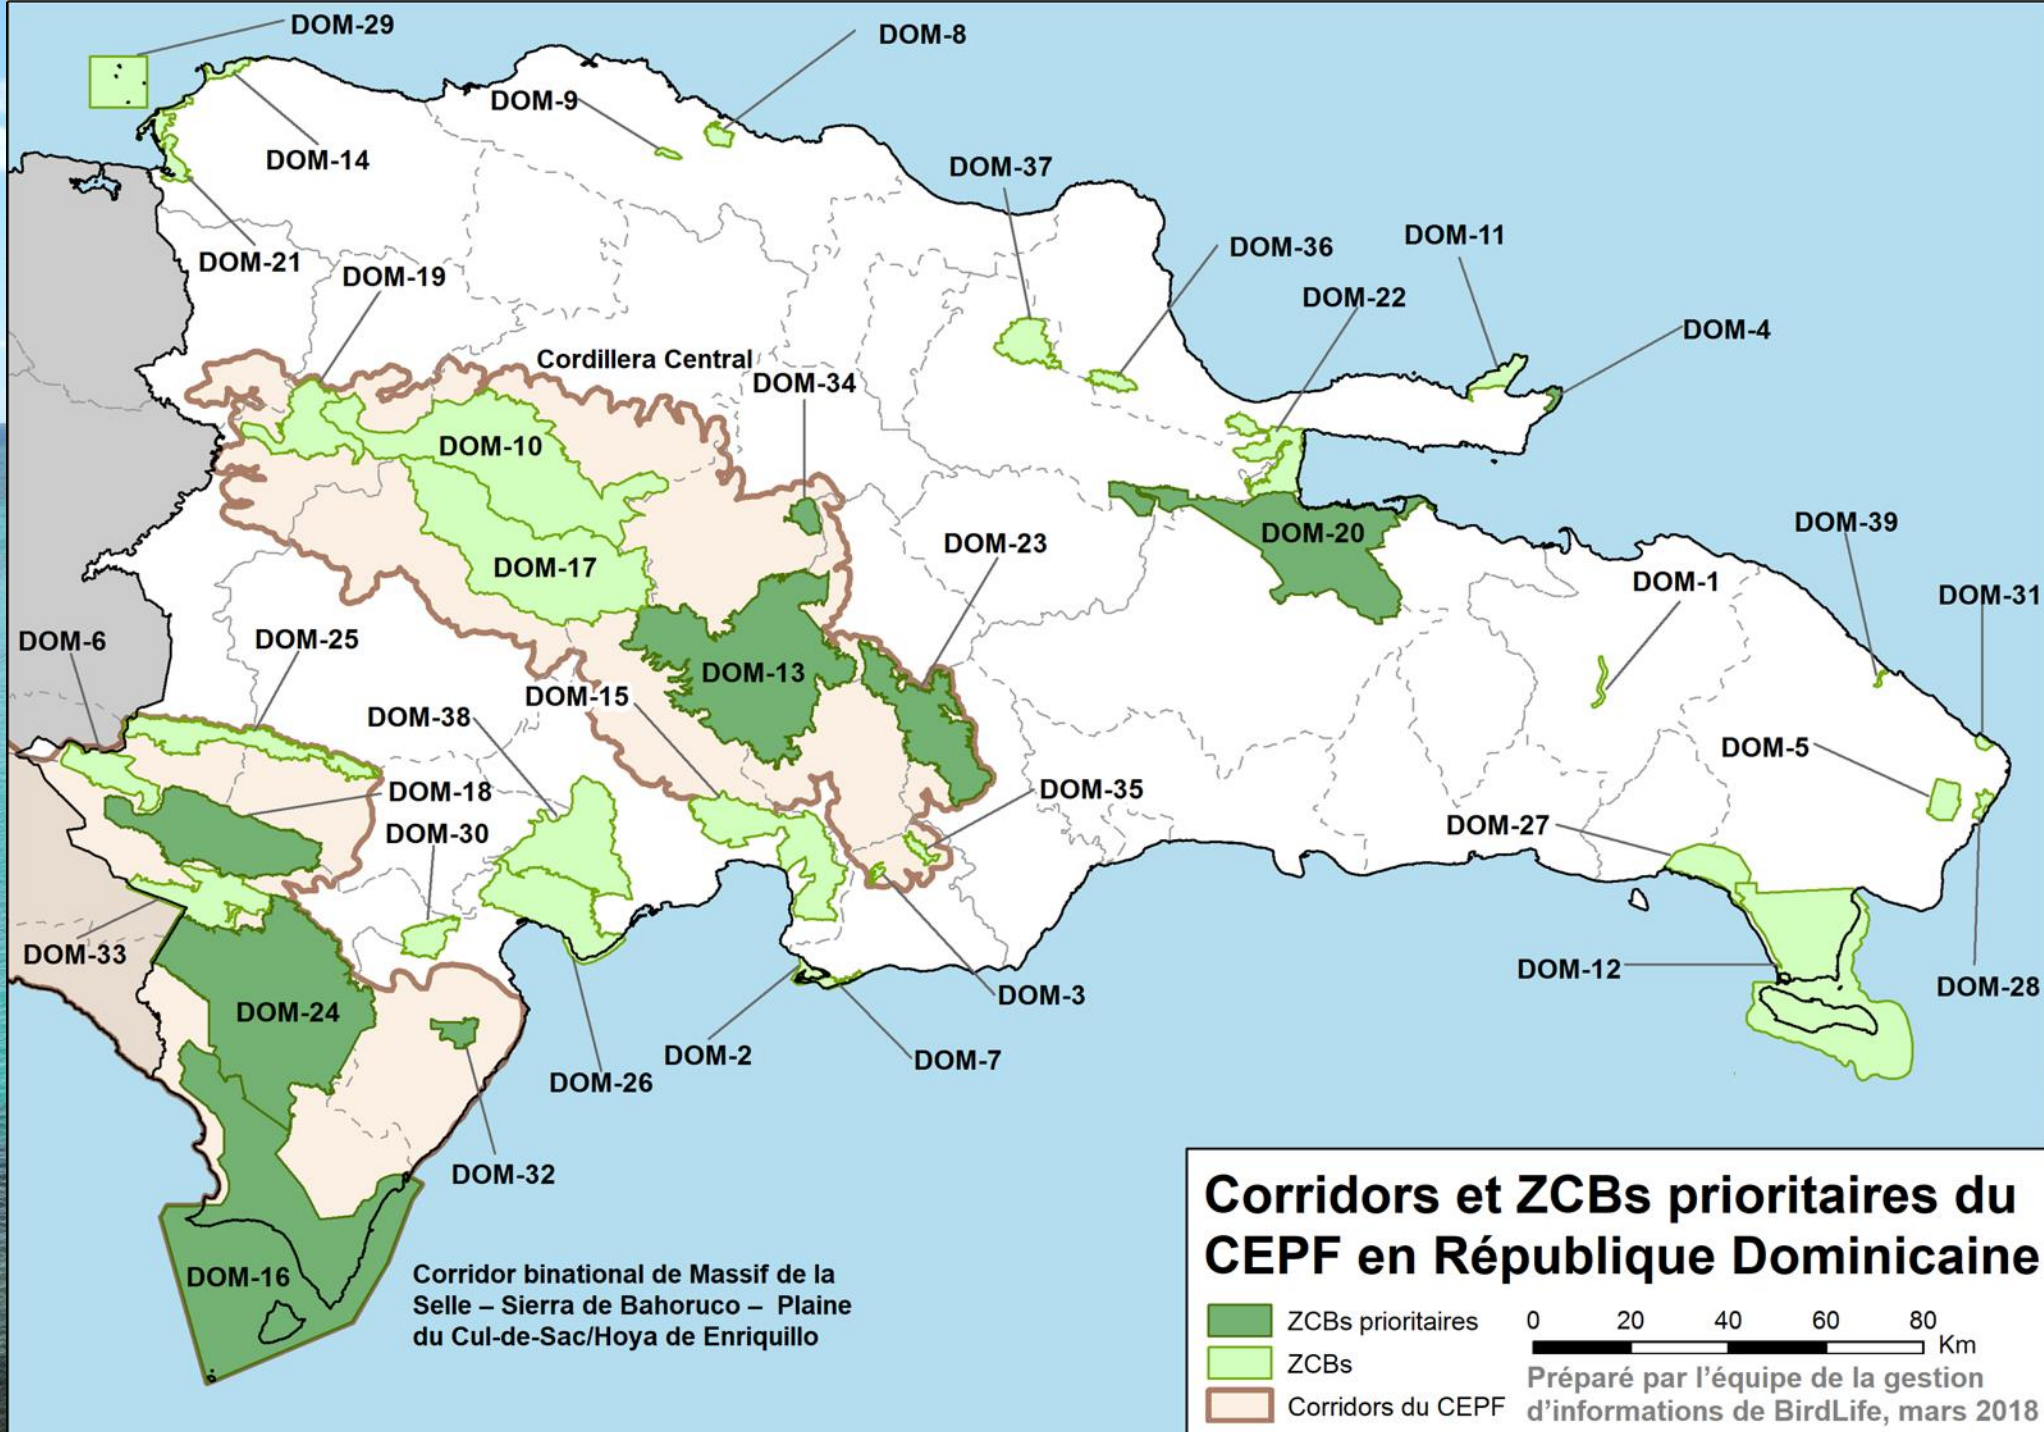 DOM-29
DOM-8
DOM-9
DOM-14
DOM-37
DOM-21
DOM-19
DOM-36
DOM-11
DOM-22
DOM-4
Cordillera Central
DOM-34
DOM-10
DOM-17
DOM-23
DOM-20
DOM-39
DOM-1
DOM-31
DOM-6
DOM-25
DOM-13
DOM-15
DOM-38
DOM-5
DOM-18
DOM-35
DOM-30
DOM-27
DOM-33
DOM-12
DOM-28
DOM-3
DOM-24
DOM-2
DOM-7
DOM-26
DOM-32
DOM-16
Corridor binational de Massif de la
Selle – Sierra de Bahoruco – Plaine
du Cul-de-Sac/Hoya de Enriquillo
Corridors et ZCBs prioritaires du
CEPF en République Dominicaine
ZCBs prioritaires
ZCBs
Corridors du CEPF
0 20 40 60 80
Km
Préparé par l'équipe de la gestion
d'informations de BirdLife, mars 2018